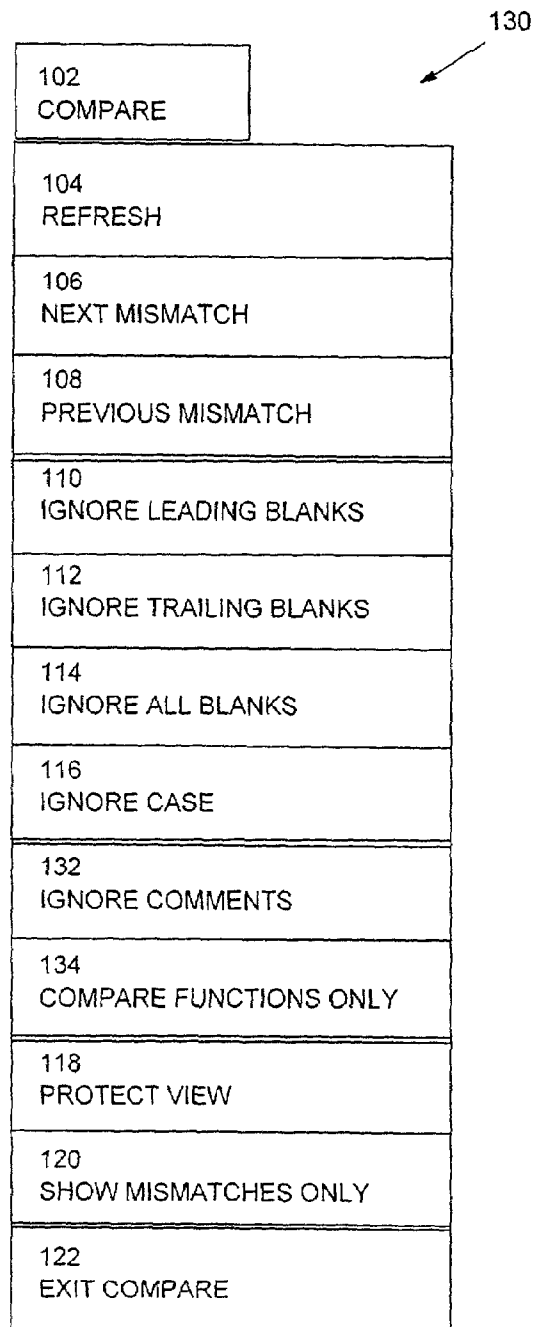 130
102
COMPARE
104
REFRESH
106
NEXT MISMATCH
108
PREVIOUS MISMATCH
110
IGNORE LEADING BLANKS
112
IGNORE TRAILING BLANKS
114
IGNORE ALL BLANKS
116
IGNORE CASE
132
IGNORE COMMENTS
134
COMPARE FUNCTIONS ONLY
118
PROTECT VIEW
120
SHOW MISMATCHES ONLY
122
EXIT COMPARE